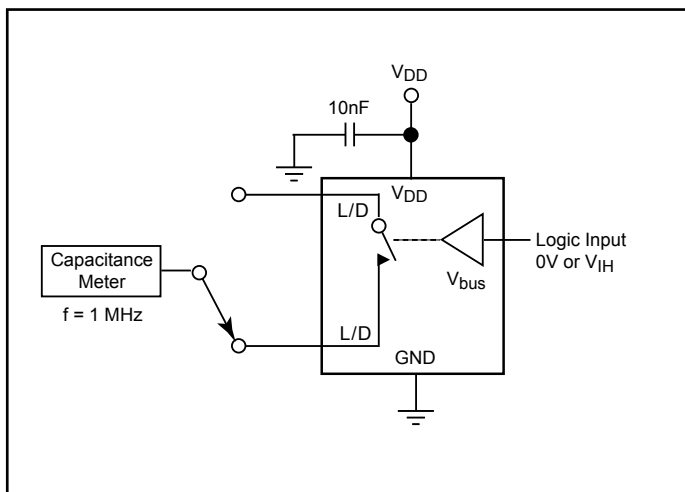 VDD
10nF
VDD
L/D
Capacitance
Meter
f = 1 MHz
Logic Input
0V or VIH
Vbus
L/D
GND